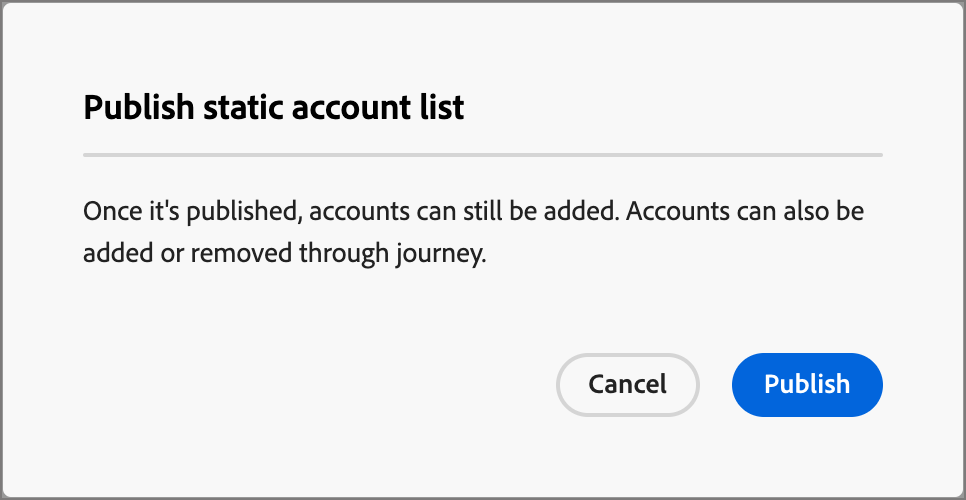 Publish static account list
Once it's published, accounts can still be added. Accounts can also be
added or removed through journey.
Cancel
Publish